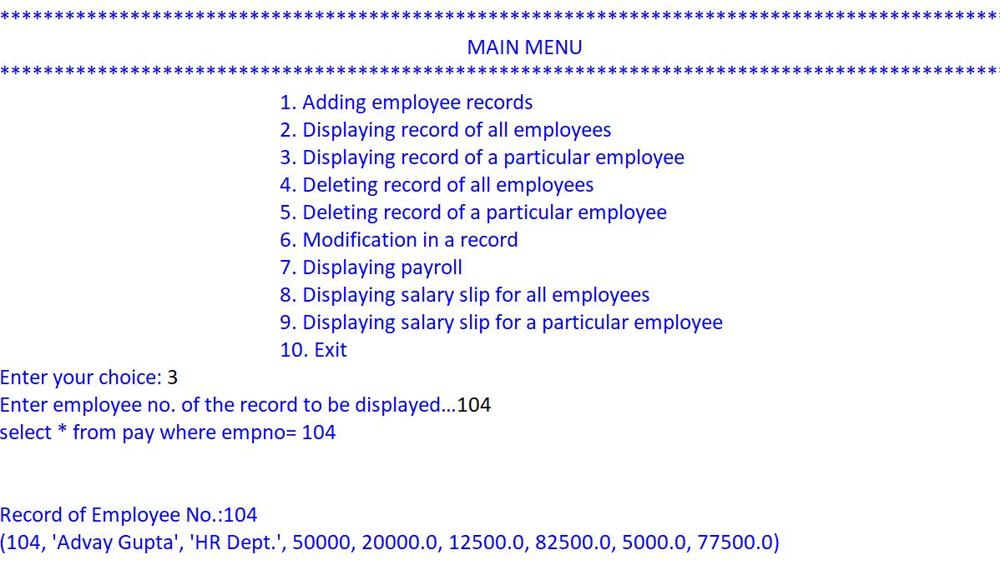 ********************************************************************************************
MAIN MENU
********************************************************************************************
1. Adding employee records
2. Displaying record of all employees
3. Displaying record of a particular employee
4. Deleting record of all employees
5. Deleting record of a particular employee
6. Modification in a record
7. Displaying payroll
8. Displaying salary slip for all employees
9. Displaying salary slip for a particular employee
10. Exit
Enter your choice: 3
Enter employee no. of the record to be displayed...104
select * from pay where empno= 104
Record of Employee No.:104
(104, 'Advay Gupta', 'HR Dept.', 50000, 20000.0, 12500.0, 82500.0, 5000.0, 77500.0)